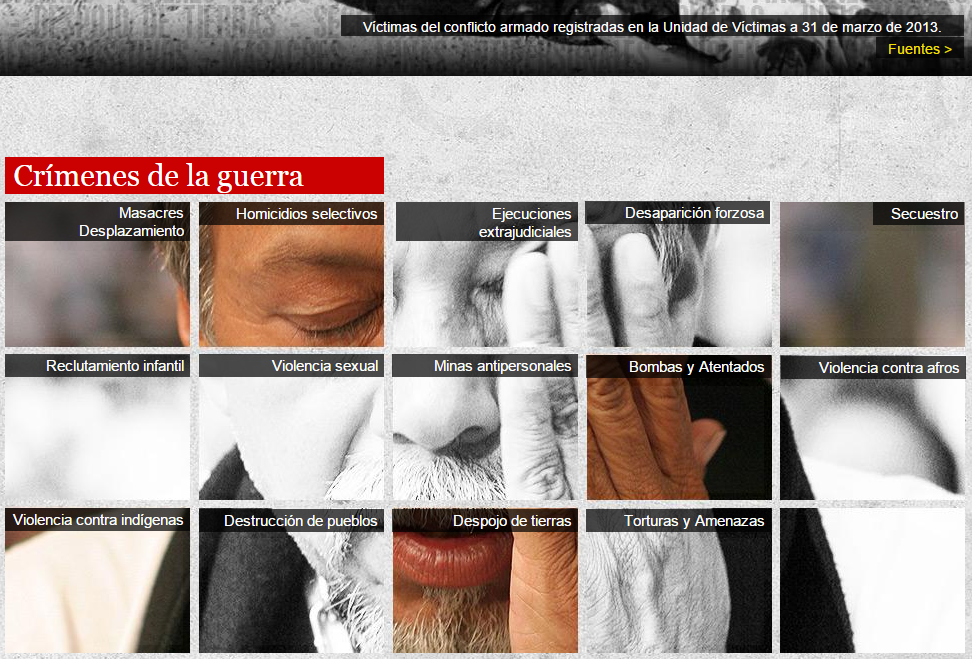 Víctimas del conflicto armado registradas en la Unidad de Víctimas a 31 de marzo de 2013.
Fuentes >
Crímenes de la guerra
Masacres
Desplazamiento
Homicidios selectivos
Ejecuciones
extrajudiciales
Desaparición forzosa
Secuestro
Reclutamiento infantil
Violencia sexual
Minas antipersonales
Bombas y Atentados
Violencia contra afros
Violencia contra indígenas
Destrucción de pueblos
Despojo de tierras
Torturas y Amenazas